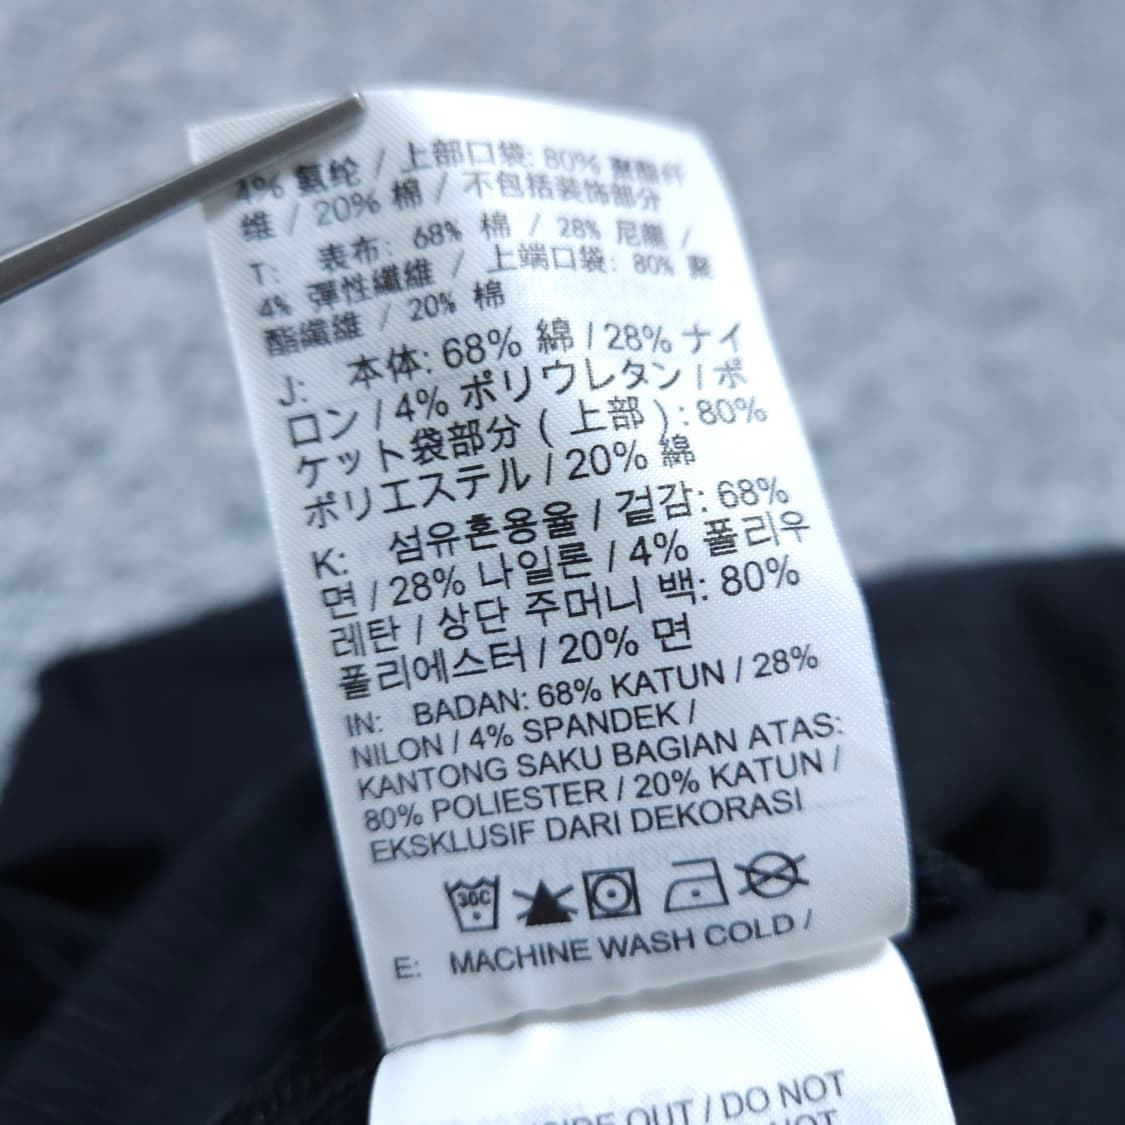 4% 氨纶 / 上部口袋: 80% 聚酯纤
维 / 20% 棉 / 不包括装饰部分
T: 表布: 68% 棉 / 28% 尼龍 /
4% 彈性纖維 / 上端口袋: 80% 聚
酯纖維 / 20% 棉
J: 本体: 68% 綿 / 28% ナイ
ロン / 4% ポリウレタン / ポ
ケット袋部分 ( 上部 ) : 80%
ポリエステル / 20% 綿
K: 섬유혼용율 / 겉감: 68%
면 / 28% 나일론 / 4% 폴리우
레탄 / 상단 주머니 백: 80%
폴리에스터 / 20% 면
IN: BADAN: 68% KATUN / 28%
NILON / 4% SPANDEK /
KANTONG SAKU BAGIAN ATAS:
80% POLIESTER / 20% KATUN /
EKSKLUSIF DARI DEKORASI
30C
E: MACHINE WASH COLD /
OUT / DO NOT
NOT